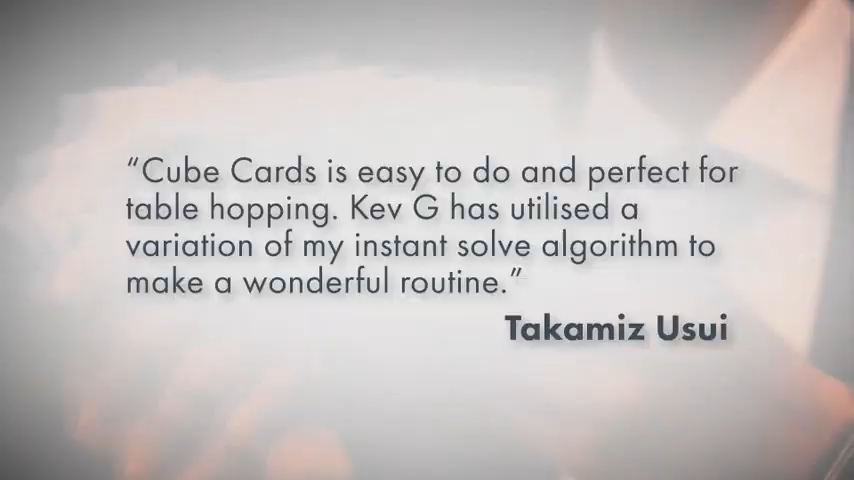 “Cube Cards is easy to do and perfect for
table hopping. Kev G has utilised a
variation of my instant solve algorithm to
make a wonderful routine.”
Takamiz Usui